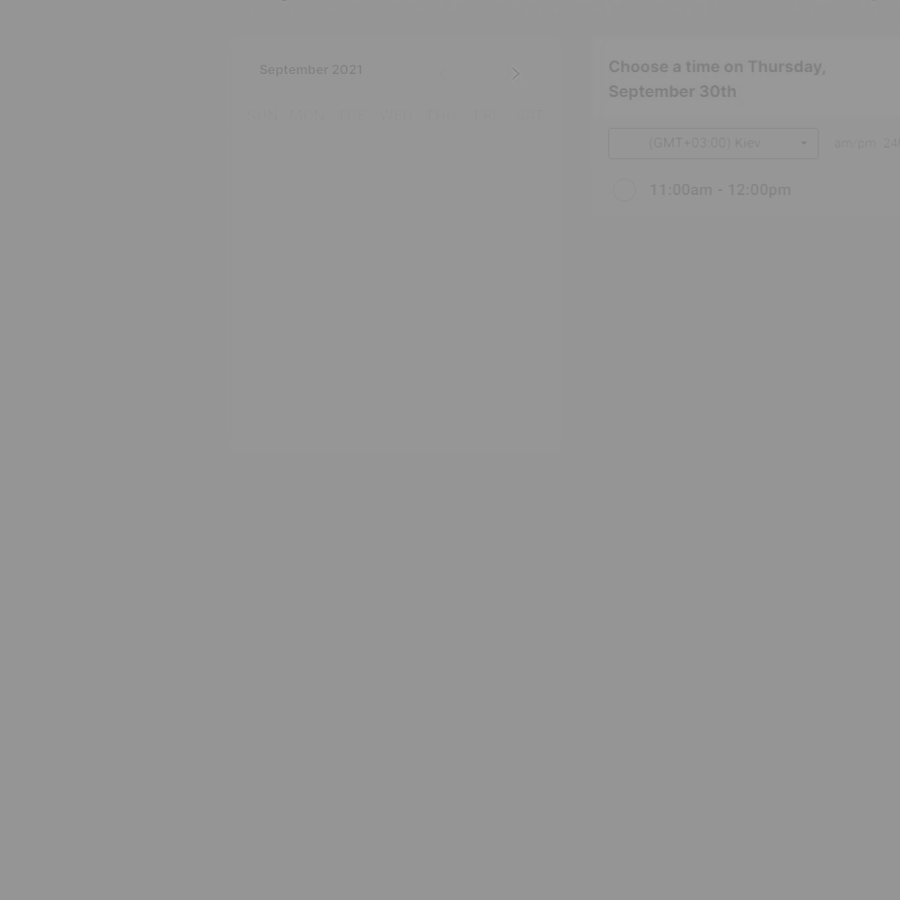 September 2021
SUN MON TUE WED THU FRI SAT
Choose a time on Thursday,
September 30th
(GMT+03:00) Kiev
am/pm
11:00am - 12:00pm